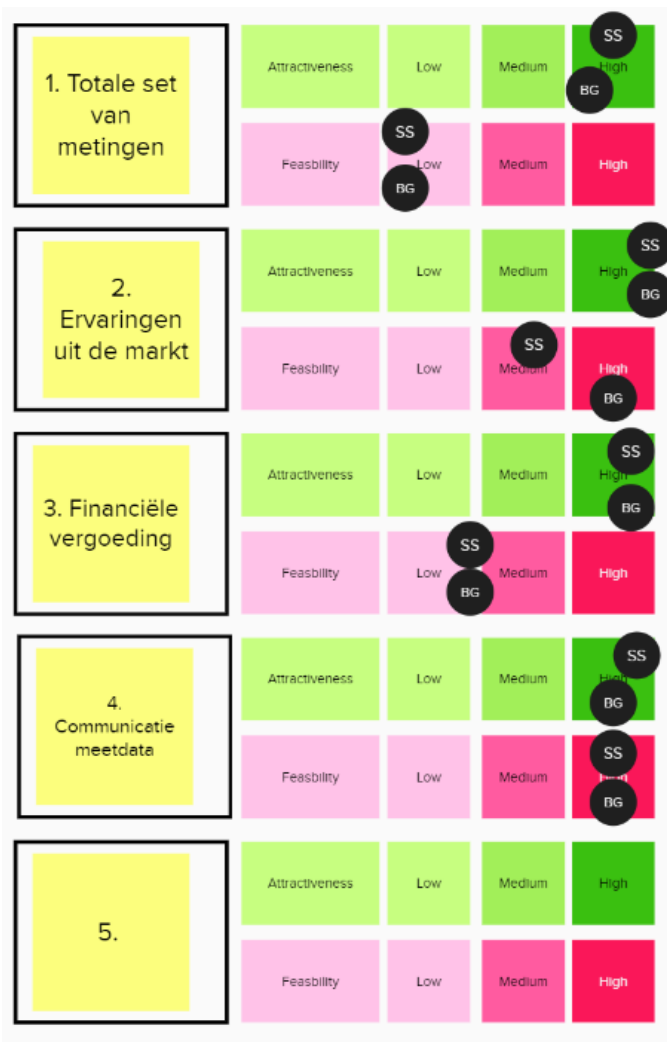 1. Totale set
van
metingen
Attractiveness Low Medium High
SS
BG
Feasbility Low Medium High
SS
BG
2.
Ervaringen
uit de markt
Attractiveness Low Medium High
SS
BG
Feasbility Low Medium High
SS
BG
3. Financiële
vergoeding
Attractiveness Low Medium High
SS
BG
Feasbility Low Medium High
SS
BG
4.
Communicatie
meetdata
Attractiveness Low Medium High
SS
BG
Feasbility Low Medium High
SS
BG
5.
Attractiveness Low Medium High
Feasbility Low Medium High